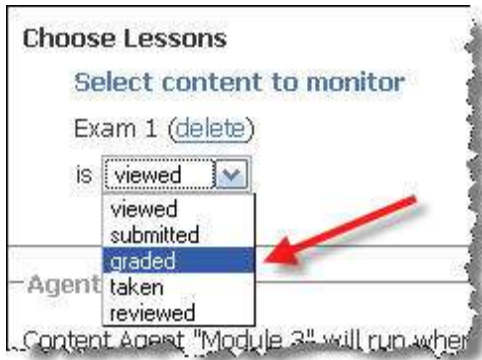 Choose Lessons
Select content to monitor
Exam 1 (delete)
is viewed
viewed
submitted
graded
taken
reviewed
Agent
Content Agent "Module 3" will run when